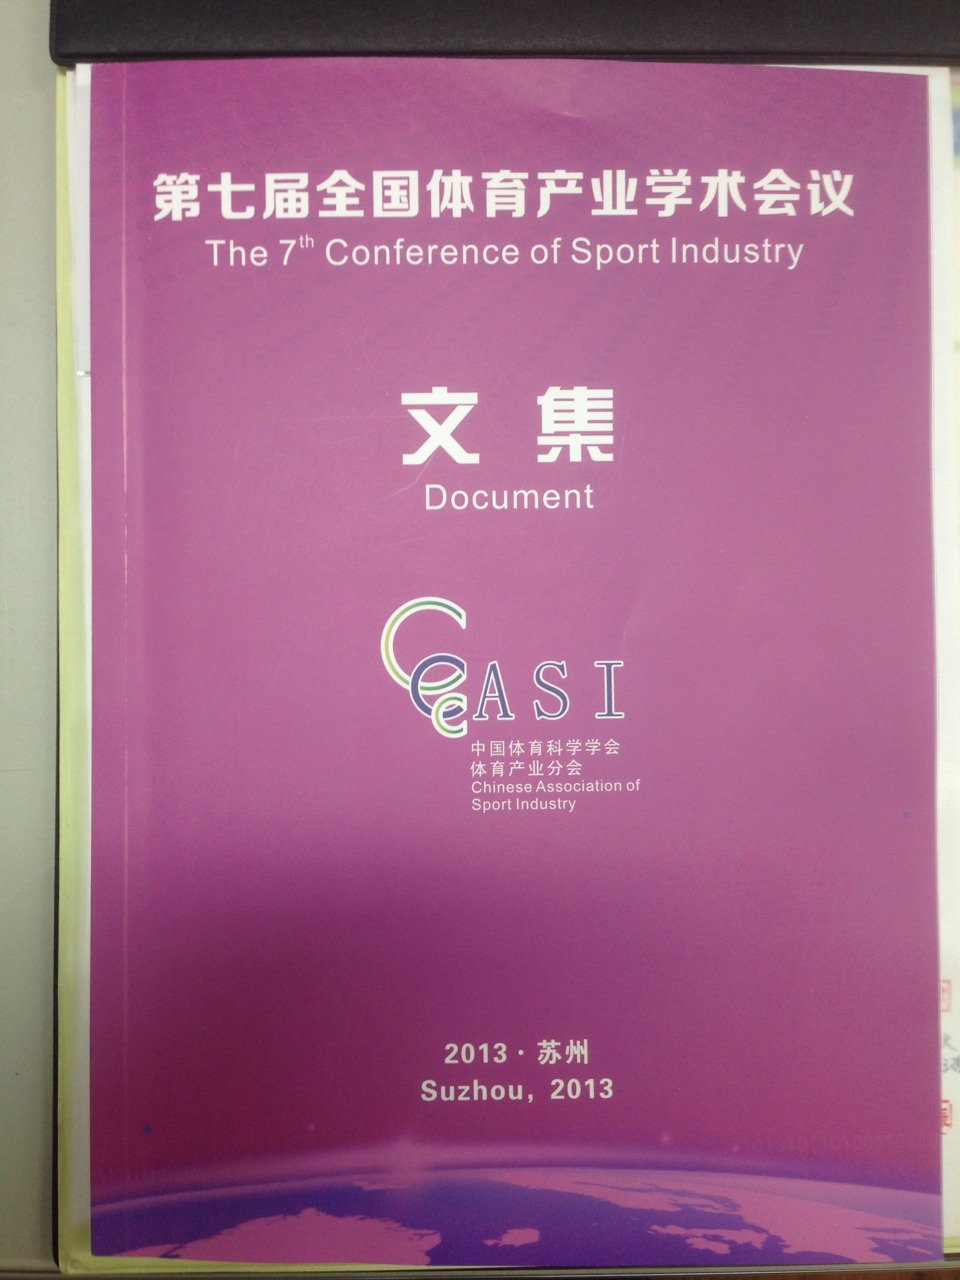 第七届全国体育产业学术会议
The 7th Conference of Sport Industry
文集
Document
CCC ASI
中国体育科学学会
体育产业分会
Chinese Association of
Sport Industry
2013·苏州
Suzhou, 2013